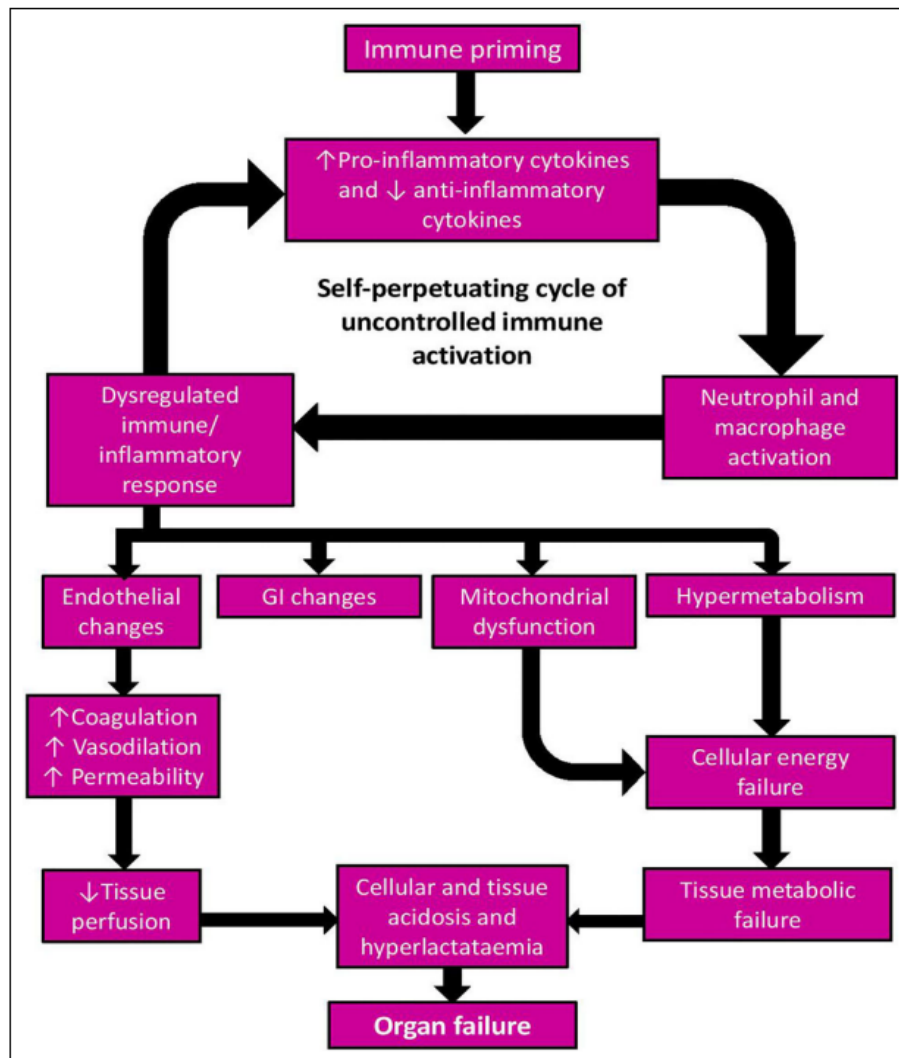 Immune priming
↑Pro-inflammatory cytokines
and ↓ anti-inflammatory
cytokines
Self-perpetuating cycle of
uncontrolled immune
activation
Dysregulated
immune/
inflammatory
response
Neutrophil and
macrophage
activation
Endothelial
changes
GI changes
Mitochondrial
dysfunction
Hypermetabolism
↑Coagulation
↑ Vasodilation
↑ Permeability
Cellular energy
failure
↓Tissue
perfusion
Cellular and tissue
acidosis and
hyperlactataemia
Tissue metabolic
failure
Organ failure